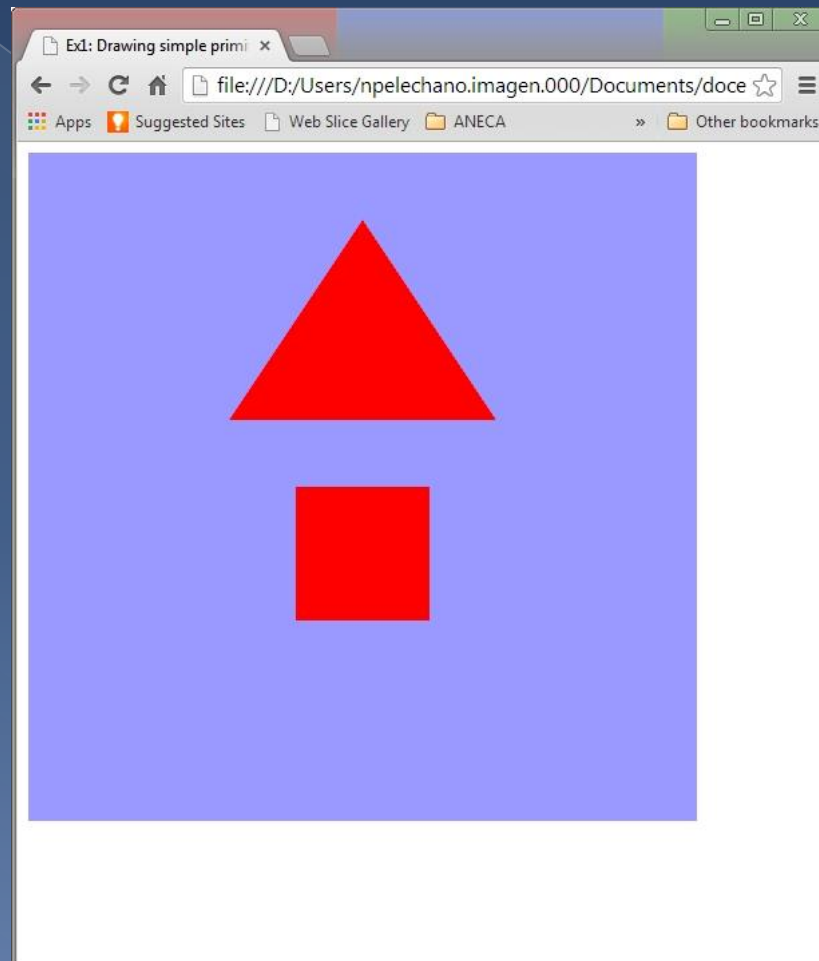 Ex1: Drawing simple primi
file:///D:/Users/npelechano.imagen.000/Documents/doce
Apps Suggested Sites Web Slice Gallery ANECA » Other bookmarks